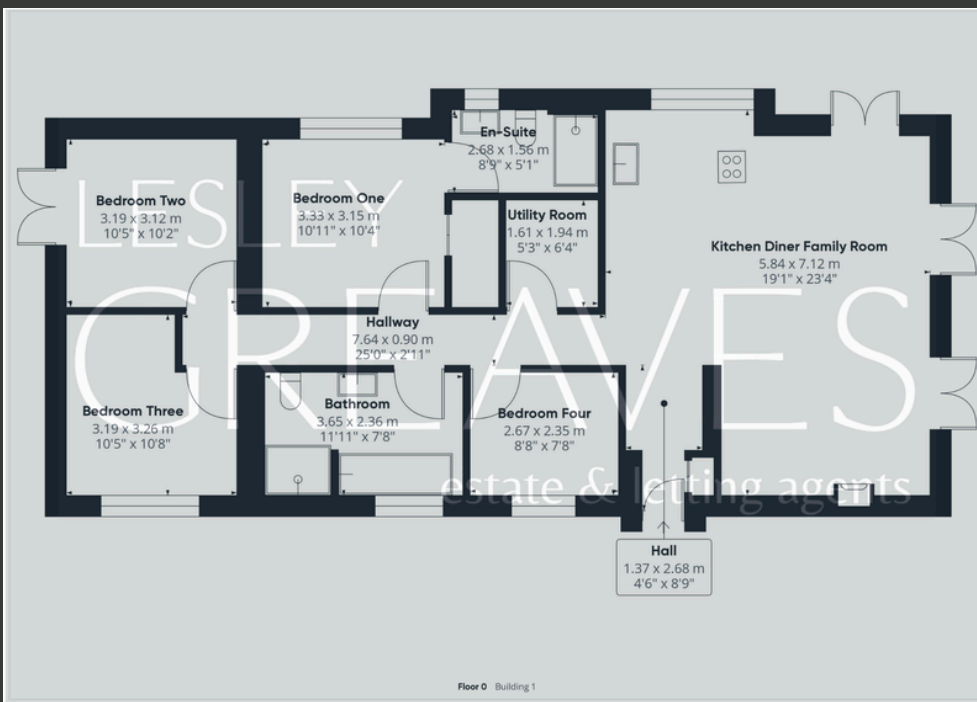 En-Suite
2.68 x 1.56 m
8'9" x 5'1"
Bedroom Two
3.19 x 3.12 m
10'5" x 10'2"
Bedroom One
3.33 x 3.15 m
10'11" x 10'4"
Utility Room
1.61 x 1.94 m
5'3" x 6'4"
Kitchen Diner Family Room
5.84 x 7.12 m
19'1" x 23'4"
LESLEY
GREAVES
estate & letting agents
Hallway
7.64 x 0.90 m
25'0" x 2'11"
Bedroom Three
3.19 x 3.26 m
10'5" x 10'8"
Bathroom
3.65 x 2.36 m
11'11" x 7'8"
Bedroom Four
2.67 x 2.35 m
8'8" x 7'8"
Hall
1.37 x 2.68 m
4'6" x 8'9"
Floor 0 Building 1